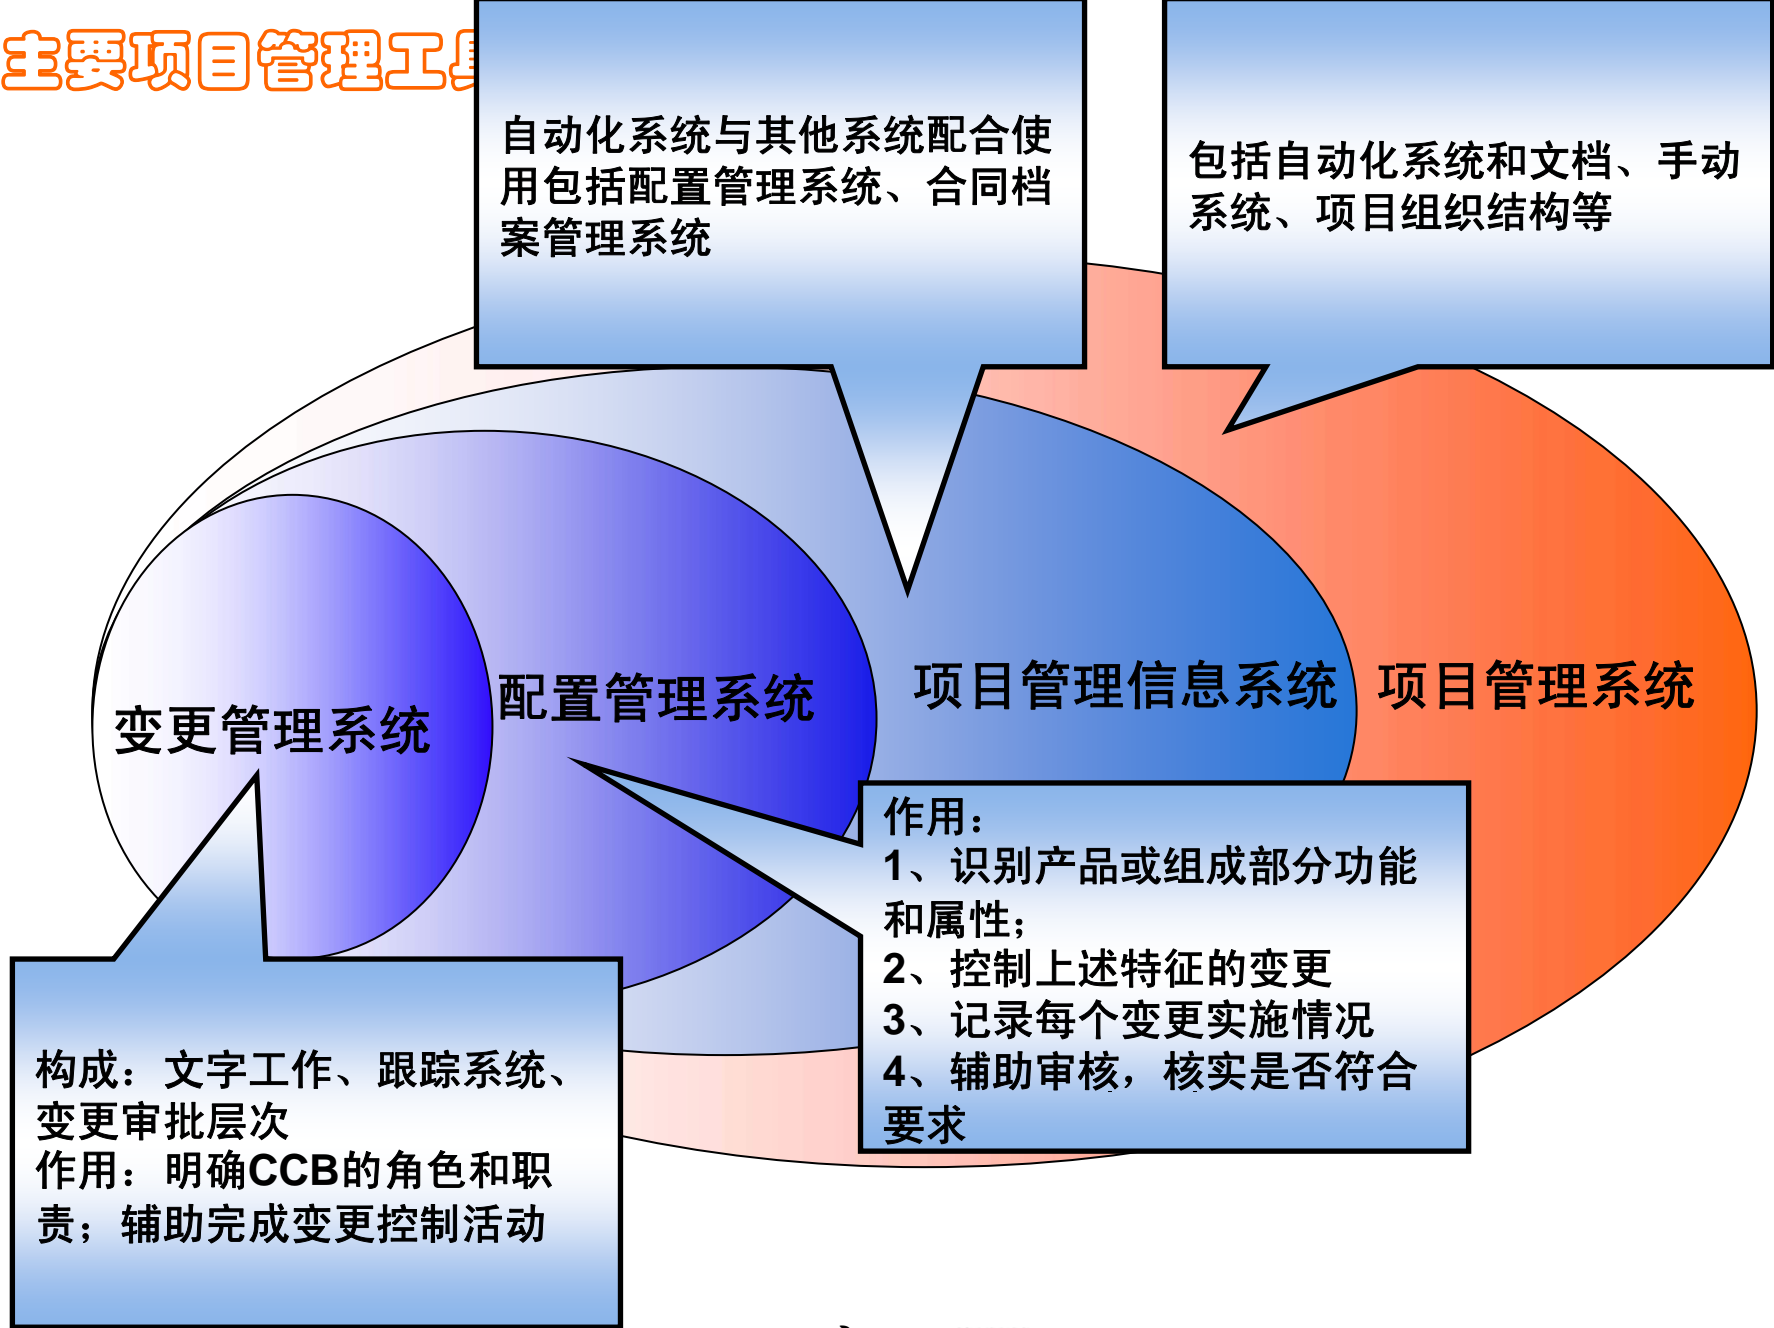 主要项目管理工具
自动化系统与其他系统配合使
用包括配置管理系统、合同档
案管理系统
包括自动化系统和文档、手动
系统、项目组织结构等
变更管理系统
配置管理系统
项目管理信息系统
项目管理系统
作用：
1、识别产品或组成部分功能
和属性；
2、控制上述特征的变更
3、记录每个变更实施情况
4、辅助审核，核实是否符合
要求
构成：文字工作、跟踪系统、
变更审批层次
作用：明确CCB的角色和职
责；辅助完成变更控制活动